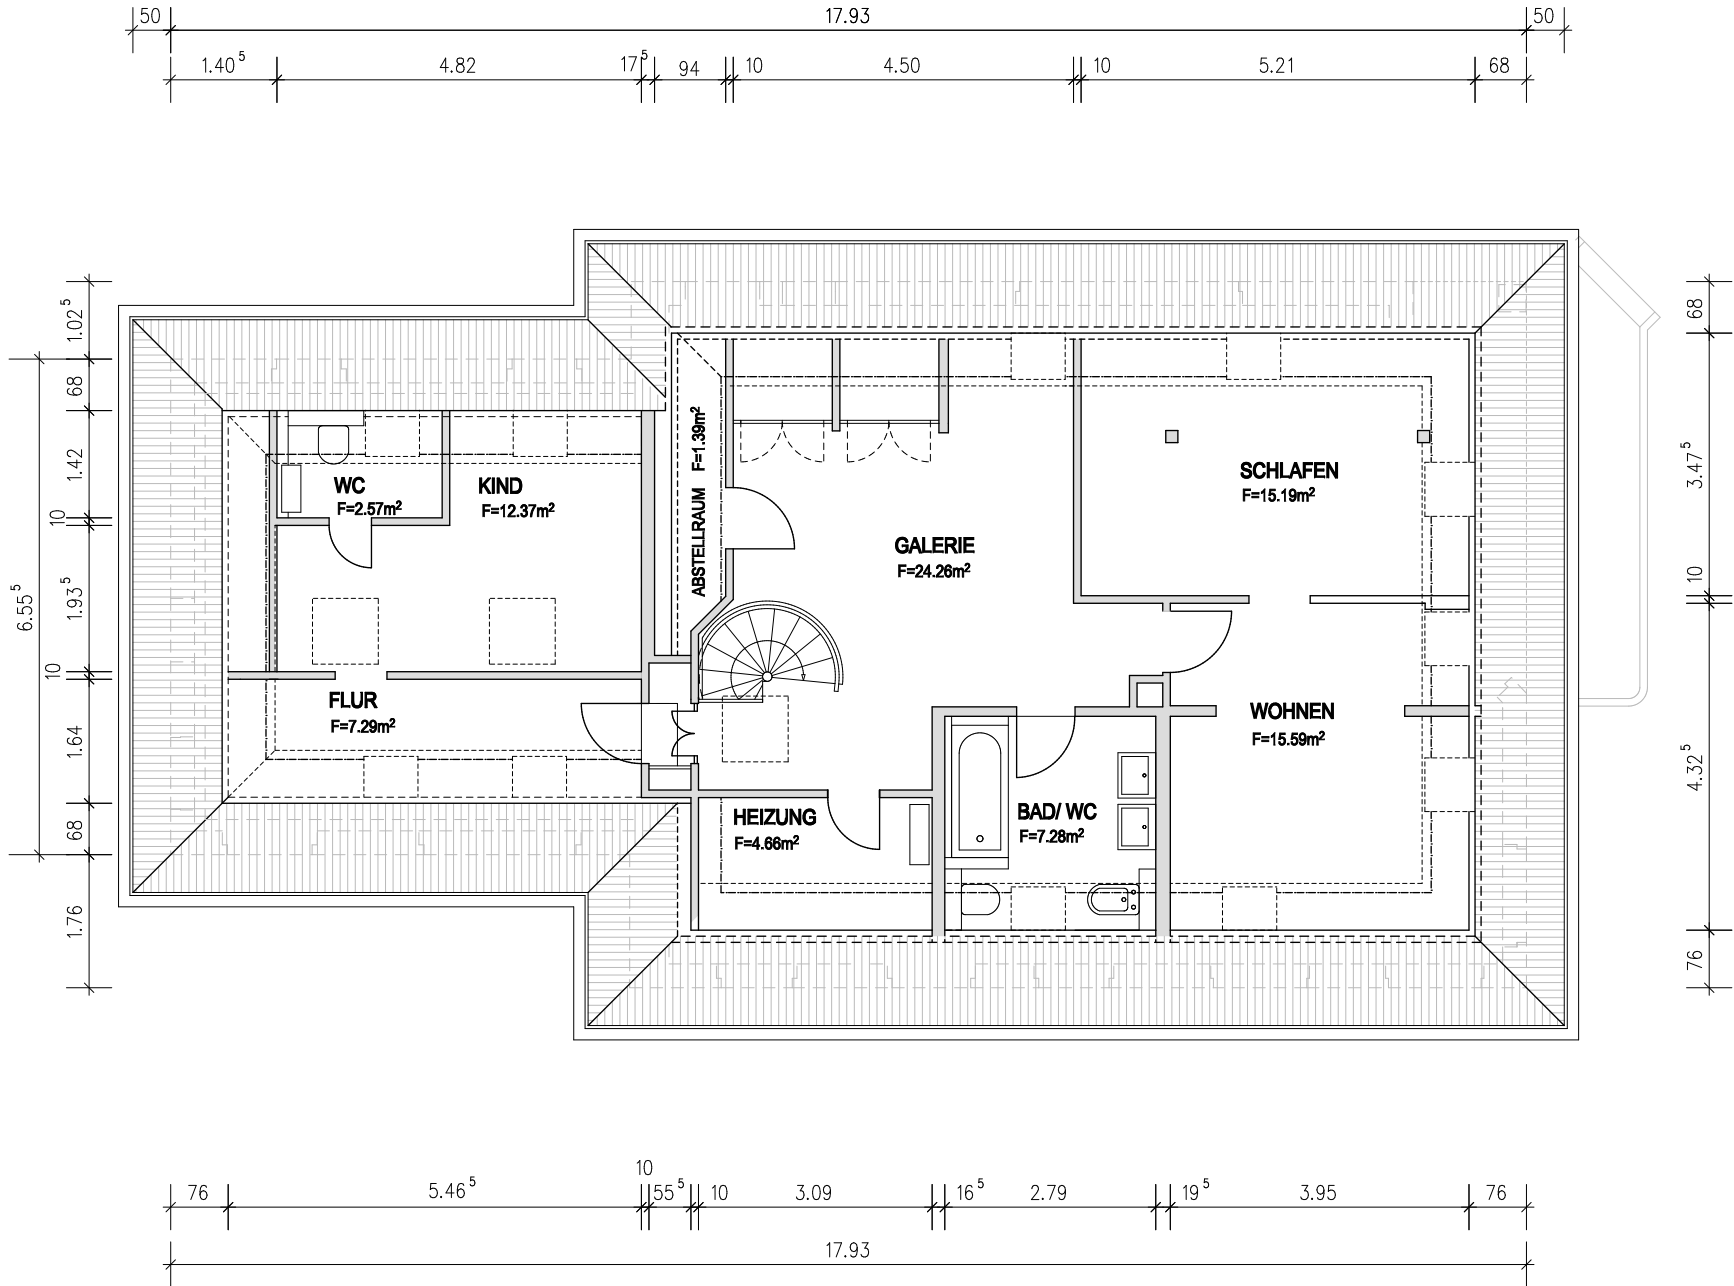 50 17.93 50
1.40⁵ 4.82 17⁵ 94 10 4.50 10 5.21 68
1.02⁵
68
1.42
10
1.93⁵
10
1.64
68
1.76
6.55⁵
WC
F=2.57m²
KIND
F=12.37m²
FLUR
F=7.29m²
ABSTELLRAUM F=1.39m²
GALERIE
F=24.26m²
SCHLAFEN
F=15.19m²
WOHNEN
F=15.59m²
HEIZUNG
F=4.66m²
BAD/ WC
F=7.28m²
68
3.47⁵
10
4.32⁵
76
76 5.46⁵ 10 55⁵ 10 3.09 16⁵ 2.79 19⁵ 3.95 76
17.93